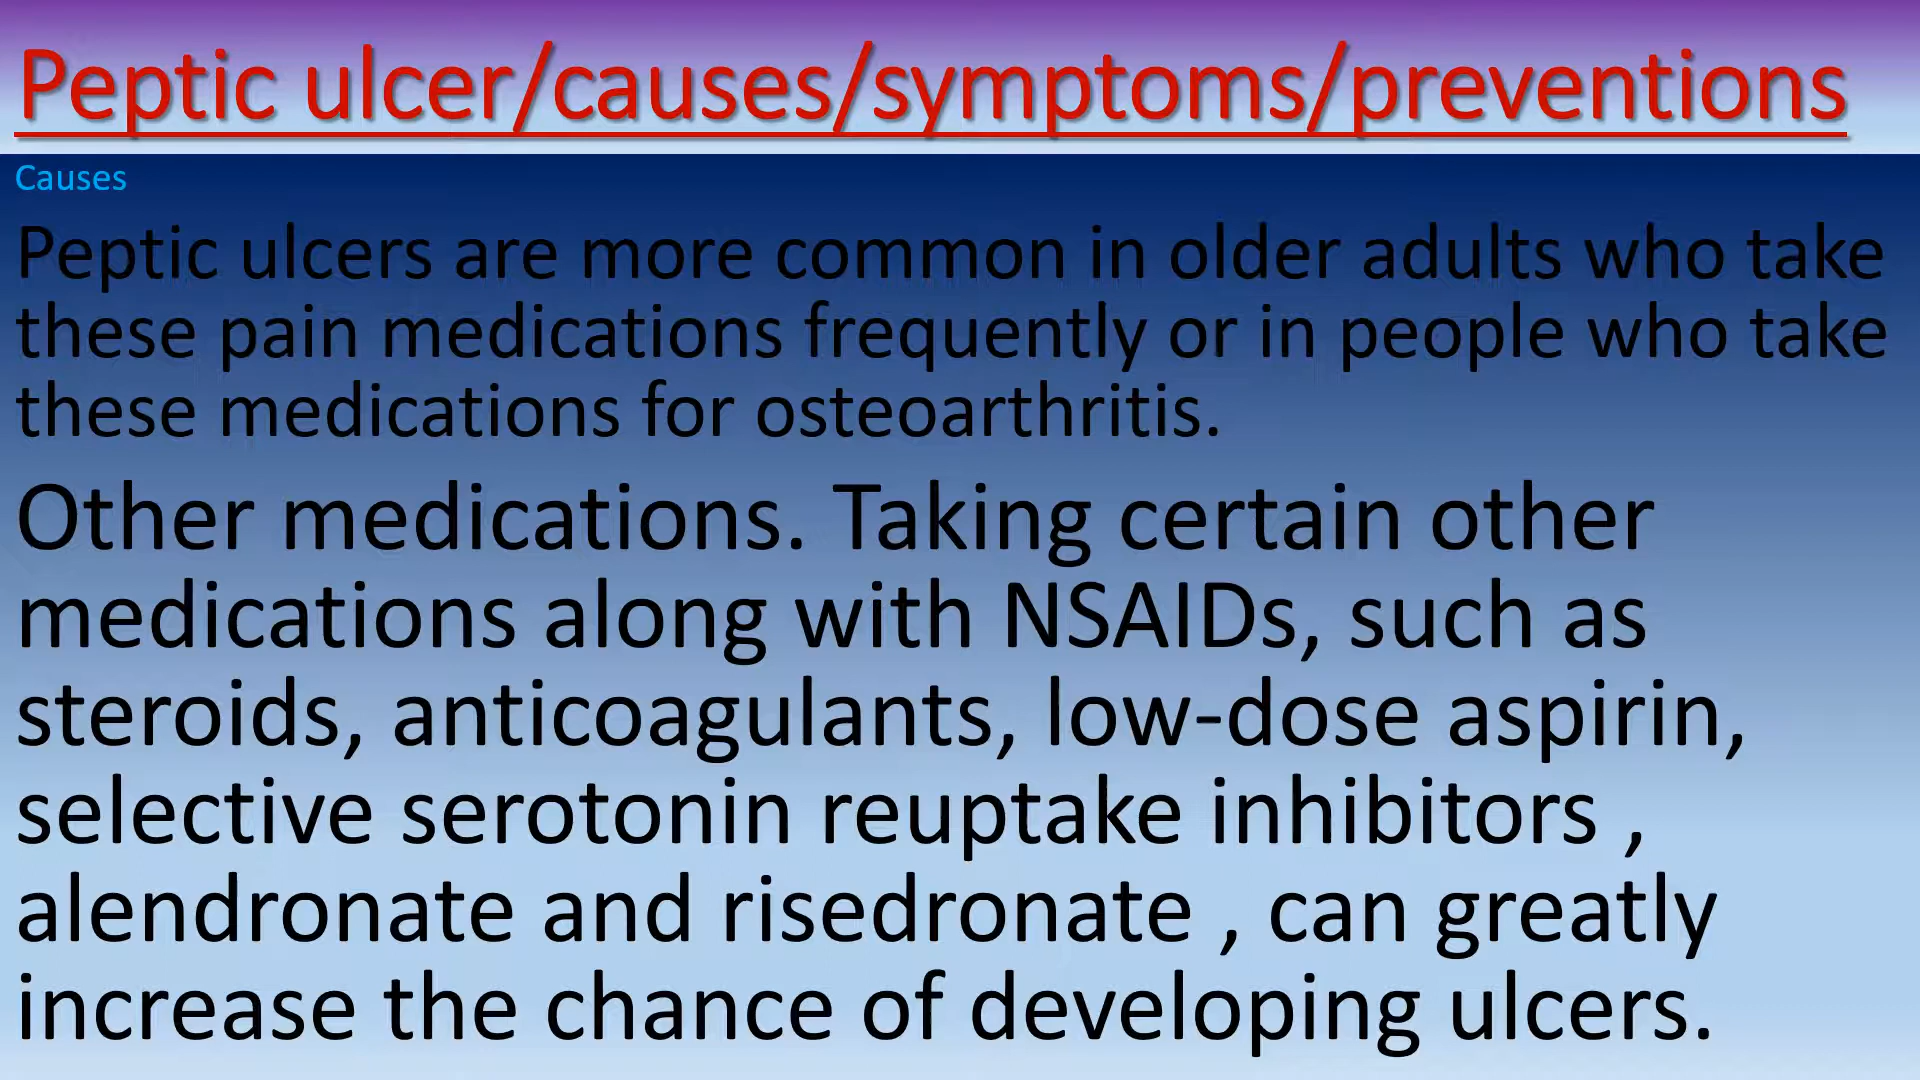 Peptic ulcer/causes/symptoms/preventions
Causes
Peptic ulcers are more common in older adults who take
these pain medications frequently or in people who take
these medications for osteoarthritis.
Other medications. Taking certain other
medications along with NSAIDs, such as
steroids, anticoagulants, low-dose aspirin,
selective serotonin reuptake inhibitors ,
alendronate and risedronate , can greatly
increase the chance of developing ulcers.